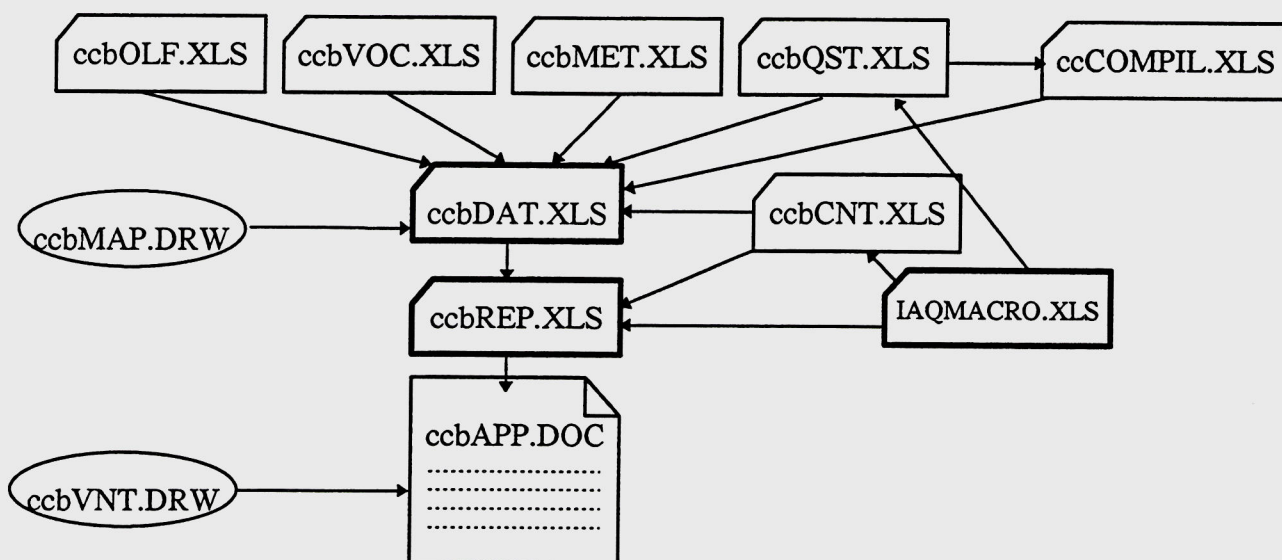 ccbOLF.XLS
ccbVOC.XLS
ccbMET.XLS
ccbQST.XLS
ccCOMPIL.XLS
ccbDAT.XLS
ccbCNT.XLS
ccbMAP.DRW
ccbREP.XLS
IAQMACRO.XLS
ccbAPP.DOC
ccbVNT.DRW